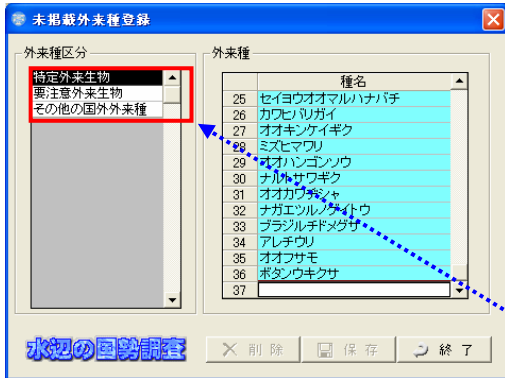 未掲載外来種登録
外来種区分
特定外来生物
要注意外来生物
その他の国外外来種
外来種
種名
25 セイヨウオオマルハナバチ
26 カワヒバリガイ
27 オオキンケイギク
28 ミズヒマワリ
29 オオハンゴンソウ
30 ナルトサワギク
31 オオカワヂシャ
32 ナガエツルノゲイトウ
33 ブラジルチドメグサ
34 アレチウリ
35 オオフサモ
36 ボタンウキクサ
37
水辺の国勢調査
削除
保存
終了